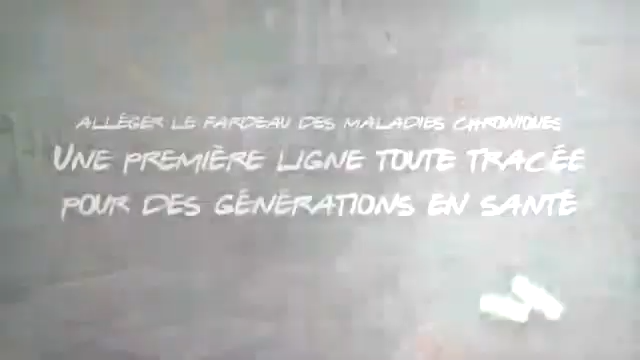 ALLÉGER LE FARDEAU DES MALADIES CHRONIQUES
UNE PREMIÈRE LIGNE TOUTE TRACÉE
POUR DES GÉNÉRATIONS EN SANTÉ